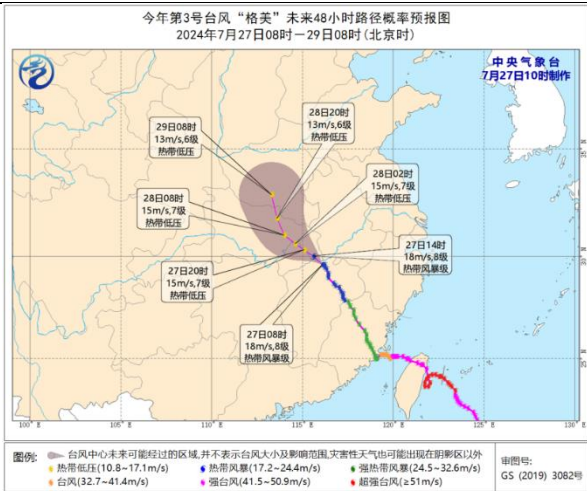 今年第3号台风“格美”未来48小时路径概率预报图
2024年7月27日08时－29日08时(北京时)
中央气象台
7月27日10时制作
29日08时
13m/s,6级
热带低压
28日20时
13m/s,6级
热带低压
28日02时
15m/s,7级
热带低压
28日08时
15m/s,7级
热带低压
27日14时
18m/s,8级
热带风暴级
27日20时
15m/s,7级
热带低压
27日08时
18m/s,8级
热带风暴级
35°N
30°N
25°N
100°E
105°E
110°E
115°E
120°E
125°E
130°E
图例:
台风中心未来可能经过的区域,并不表示台风大小及影响范围,灾害性天气也可能出现在阴影区以外
热带低压(10.8~17.1m/s)
热带风暴(17.2~24.4m/s)
强热带风暴(24.5~32.6m/s)
台风(32.7~41.4m/s)
强台风(41.5~50.9m/s)
超强台风(≥51m/s)
审图号:
GS (2019) 3082号